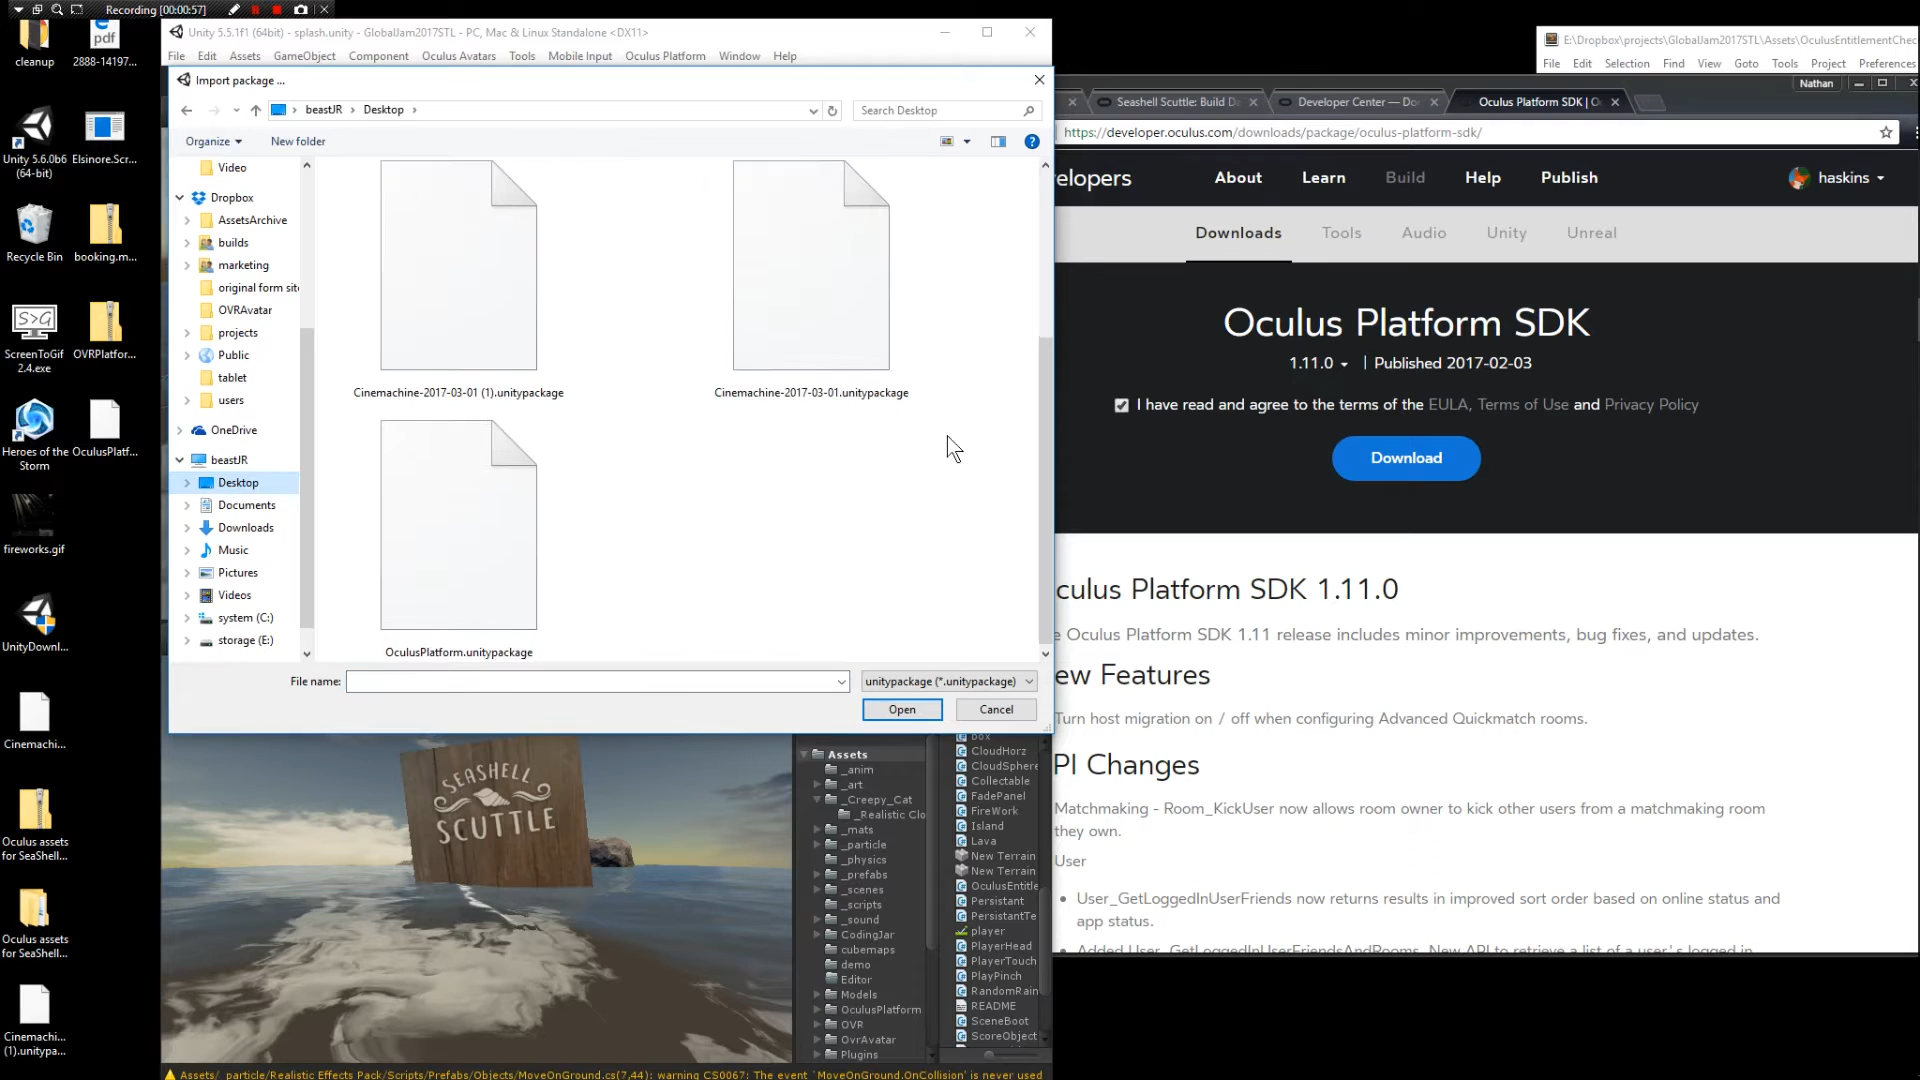 Recording [00:00:57]
cleanup
2888-14197...
Unity 5.6.0b6
(64-bit)
Elsinore.Scr...
Recycle Bin
booking.m...
ScreenToGif
2.4.exe
OVRPlatfor...
Heroes of the
Storm
OculusPlatf...
fireworks.gif
UnityDownl...
Cinemachi...
Oculus assets
for SeaShell...
Oculus assets
for SeaShell...
Cinemachi...
(1).unitypa...
Unity 5.5.1f1 (64bit) - splash.unity - GlobalJam2017STL - PC, Mac & Linux Standalone <DX11>
File Edit Assets GameObject Component Oculus Avatars Tools Mobile Input Oculus Platform Window Help
Import package ...
beastJR
Desktop
Search Desktop
Organize
New folder
Video
Dropbox
AssetsArchive
builds
marketing
original form site
OVRAvatar
projects
Public
tablet
users
OneDrive
beastJR
Desktop
Documents
Downloads
Music
Pictures
Videos
system (C:)
storage (E:)
Cinemachine-2017-03-01 (1).unitypackage
Cinemachine-2017-03-01.unitypackage
OculusPlatform.unitypackage
File name:
unitypackage (*.unitypackage)
Open
Cancel
SEASHELL
SCUTTLE
Assets
_anim
_art
_Creepy_Cat
_Realistic Clo
_mats
_particle
_physics
_prefabs
_scenes
_scripts
_sound
CodingJar
cubemaps
demo
Editor
Models
OculusPlatform
OVR
OvrAvatar
Plugins
box
CloudHorz
CloudSphere
Collectable
FadePanel
FireWork
Island
Lava
New Terrain
New Terrain
OculusEntitle
Persistant
PersistantTe
player
PlayerHead
PlayerTouch
PlayPinch
RandomRain
README
SceneBoot
ScoreObject
Assets/_particle/Realistic Effects Pack/Scripts/Prefabs/Objects/MoveOnGround.cs(7,44): warning CS0067: The event `MoveOnGround.OnCollision' is never used
E:\Dropbox\projects\GlobalJam2017STL\Assets\OculusEntitlementChec
File Edit Selection Find View Goto Tools Project Preferences
Nathan
Seashell Scuttle: Build D
Developer Center — Doc
Oculus Platform SDK | O
https://developer.oculus.com/downloads/package/oculus-platform-sdk/
elopers
About Learn Build Help Publish
haskins
Downloads Tools Audio Unity Unreal
Oculus Platform SDK
1.11.0 | Published 2017-02-03
I have read and agree to the terms of the EULA, Terms of Use and Privacy Policy
Download
culus Platform SDK 1.11.0
e Oculus Platform SDK 1.11 release includes minor improvements, bug fixes, and updates.
ew Features
Turn host migration on / off when configuring Advanced Quickmatch rooms.
PI Changes
Matchmaking - Room_KickUser now allows room owner to kick other users from a matchmaking room
they own.
User
User_GetLoggedInUserFriends now returns results in improved sort order based on online status and
app status.
Added User_GetLoggedInUserFriendsAndRooms. New API to retrieve a list of a user's logged in